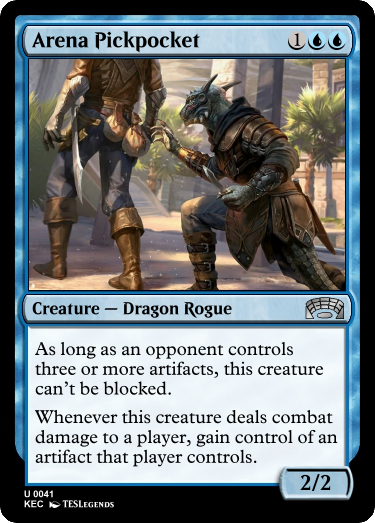 Arena Pickpocket
1
Creature — Dragon Rogue
As long as an opponent controls
three or more artifacts, this creature
can't be blocked.
Whenever this creature deals combat
damage to a player, gain control of an
artifact that player controls.
2/2
U 0041
KEC TESLEGENDS